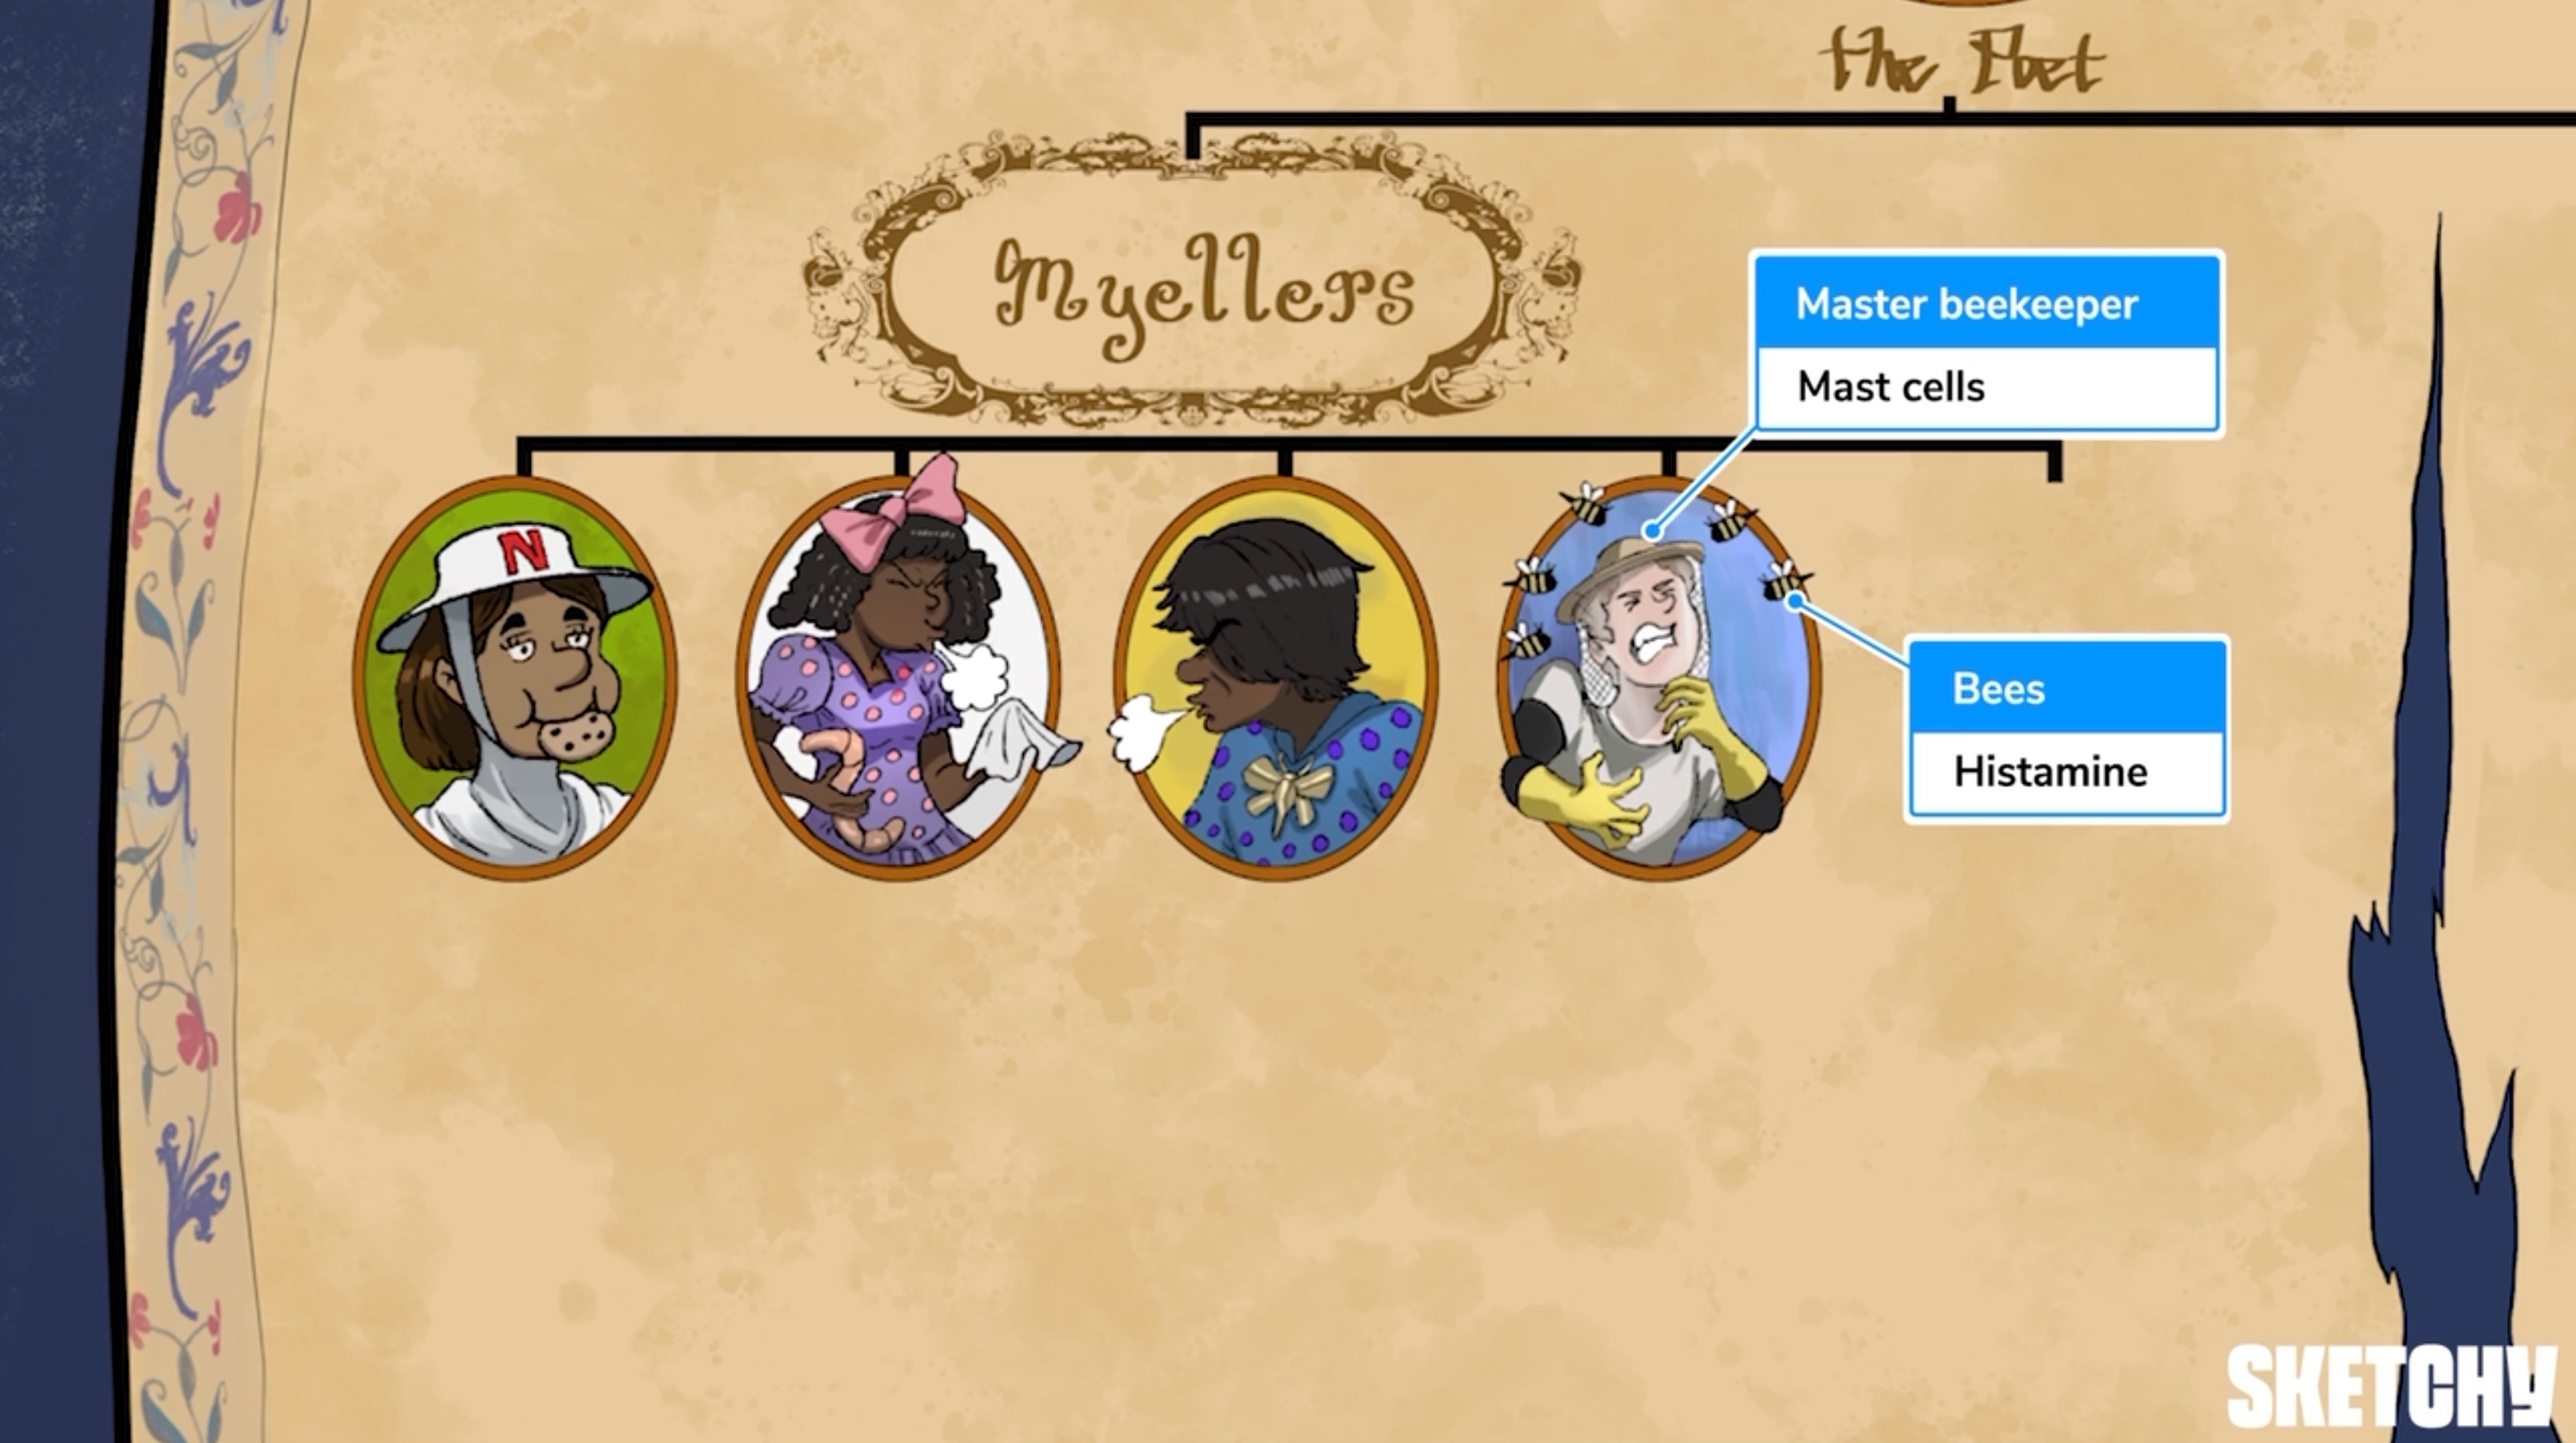 the Poet
Myellers
Master beekeeper
Mast cells
N
Bees
Histamine
SKETCHY